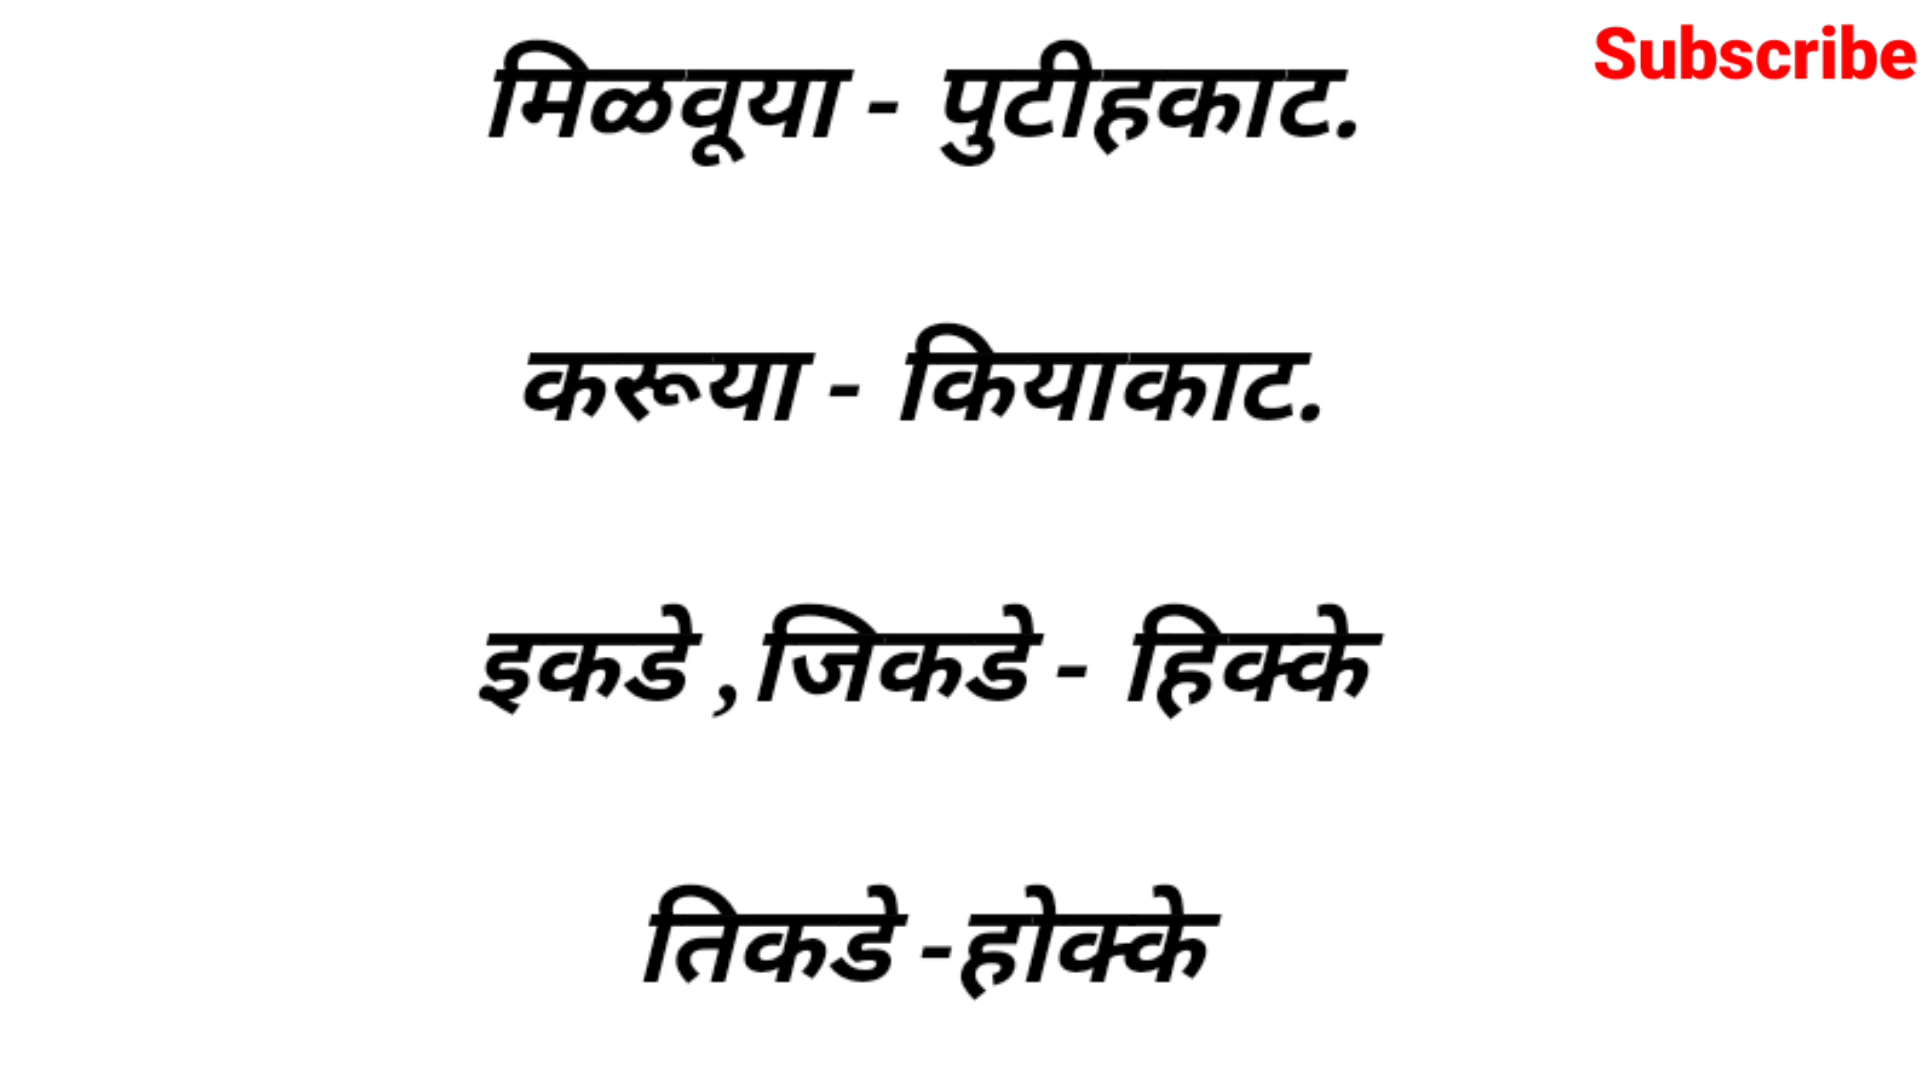 Subscribe
मिळवूया - पुटीहकाट.
करूया - कियाकाट.
इकडे ,जिकडे - हिक्के
तिकडे -होक्के